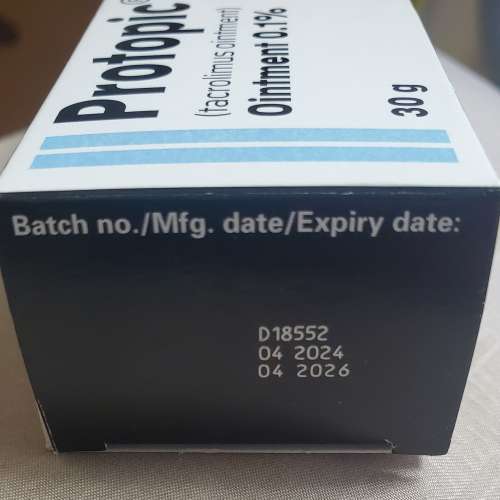 Protopic®
(tacrolimus ointment)
Ointment 0.1%
30 g
Batch no./Mfg. date/Expiry date:
D18552
04 2024
04 2026